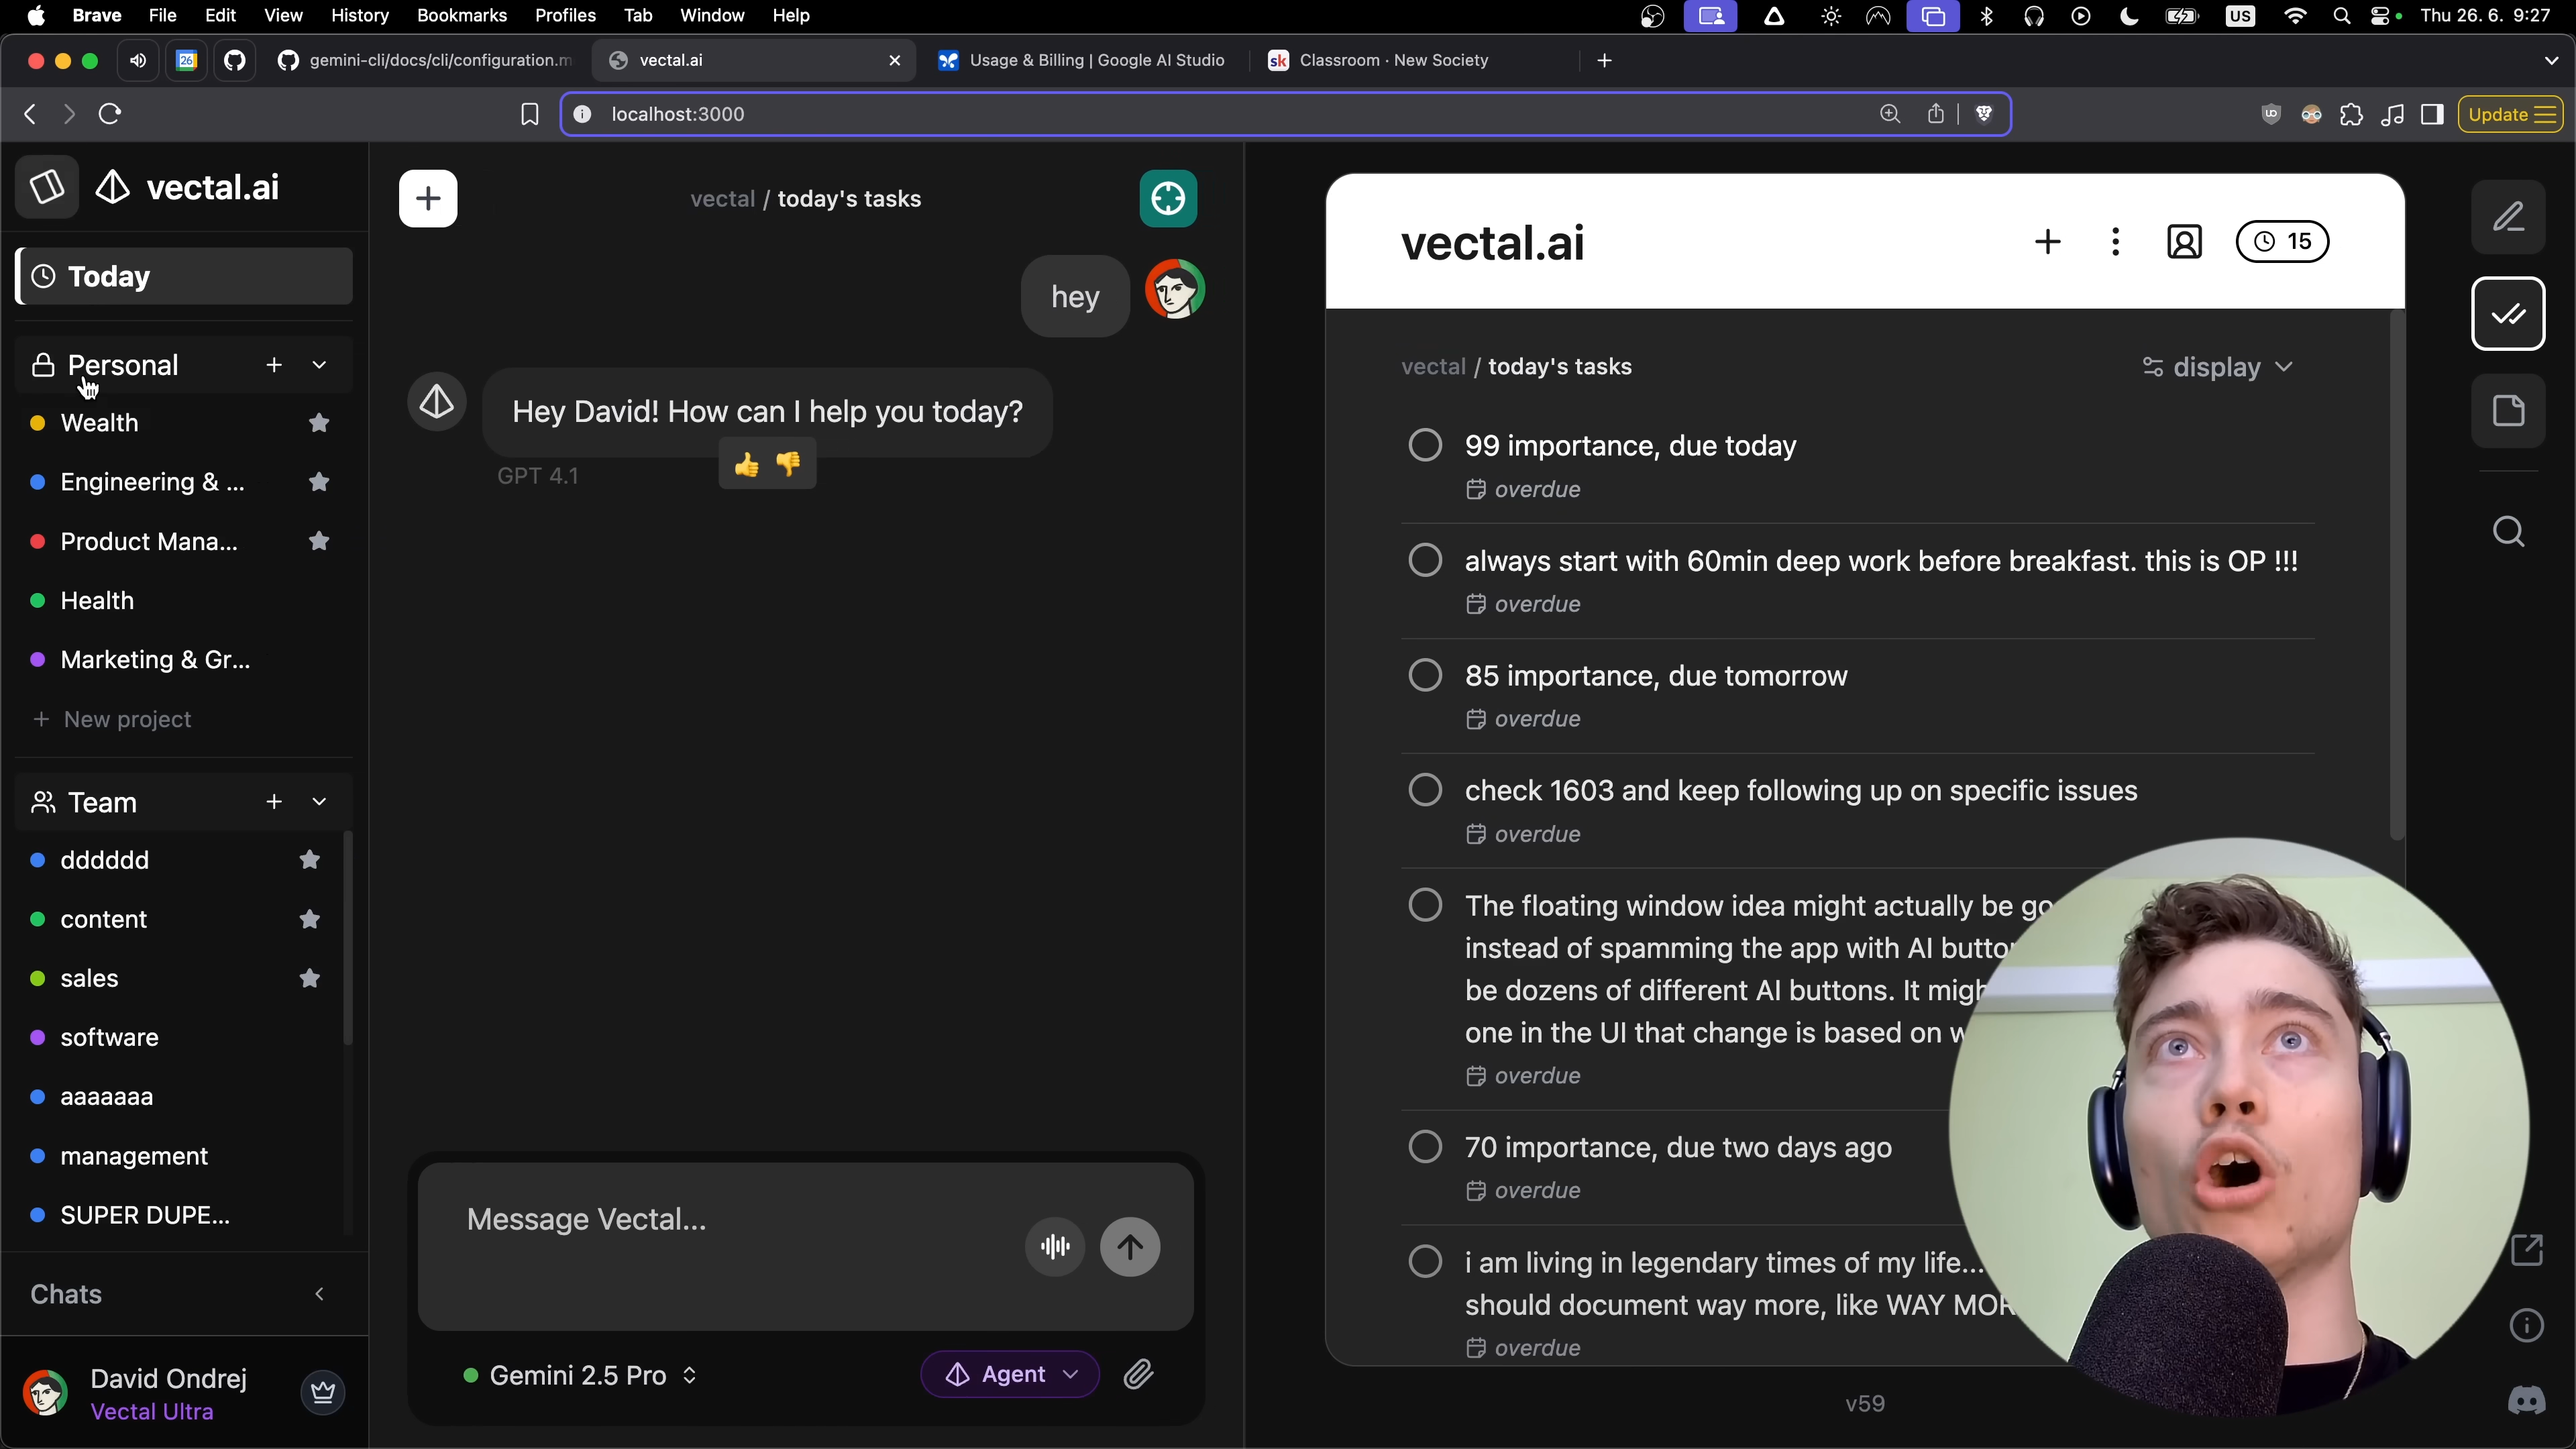 Brave File Edit View History Bookmarks Profiles Tab Window Help
US Thu 26. 6. 9:27
26 gemini-cli/docs/cli/configuration.m vectal.ai Usage & Billing | Google AI Studio sk Classroom · New Society
localhost:3000
Update
vectal.ai
Today
Personal
Wealth
Engineering & ...
Product Mana...
Health
Marketing & Gr...
New project
Team
dddddd
content
sales
software
aaaaaaa
management
SUPER DUPE...
Chats
David Ondrej
Vectal Ultra
vectal / today's tasks
hey
Hey David! How can I help you today?
GPT 4.1
Message Vectal...
Gemini 2.5 Pro
Agent
vectal.ai
15
vectal / today's tasks
display
99 importance, due today
overdue
always start with 60min deep work before breakfast. this is OP !!!
overdue
85 importance, due tomorrow
overdue
check 1603 and keep following up on specific issues
overdue
The floating window idea might actually be
instead of spamming the app with AI
be dozens of different AI buttons. It
one in the UI that change is based on
overdue
70 importance, due two days ago
overdue
i am living in legendary times of my life...
should document way more, like WAY
overdue
v59